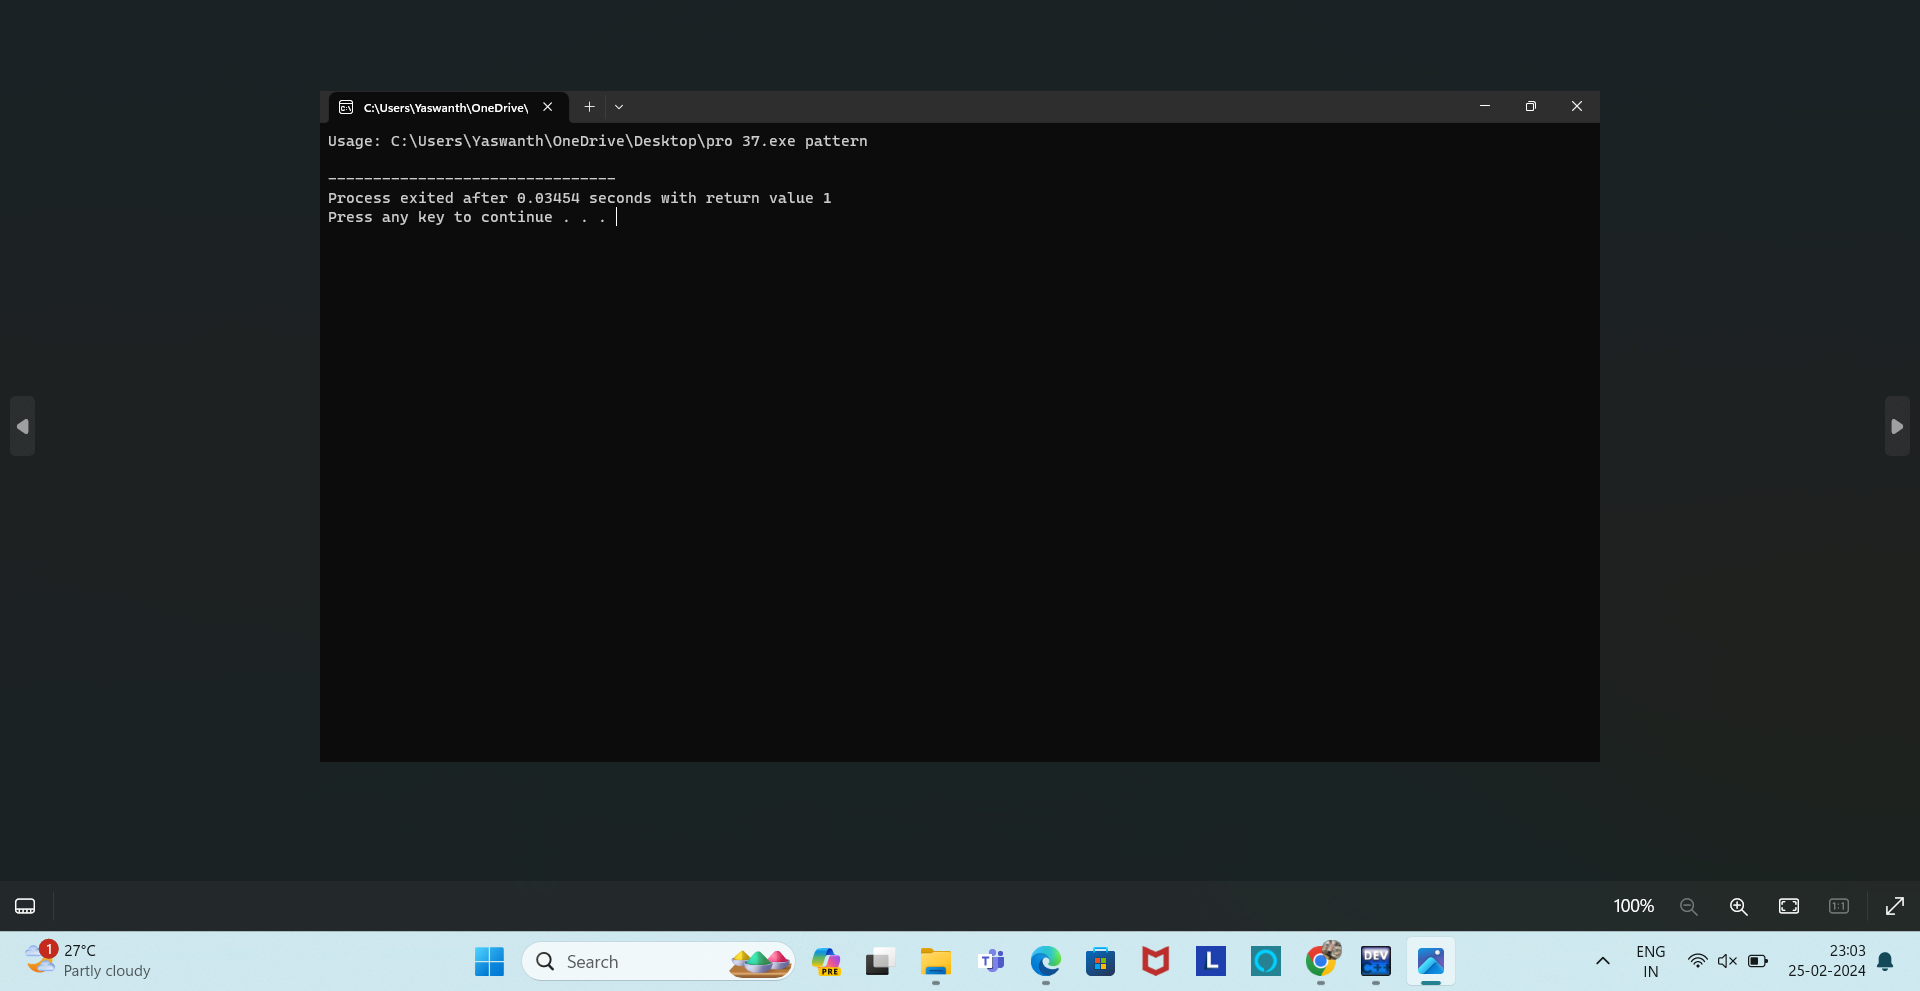 C:\Users\Yaswanth\OneDrive\
Usage: C:\Users\Yaswanth\OneDrive\Desktop\pro 37.exe pattern
--------------------------------
Process exited after 0.03454 seconds with return value 1
Press any key to continue . . .
100%
1:1
1
27°C
Partly cloudy
Search
PRE
T
L
DEV
C++
ENG
IN
23:03
25-02-2024